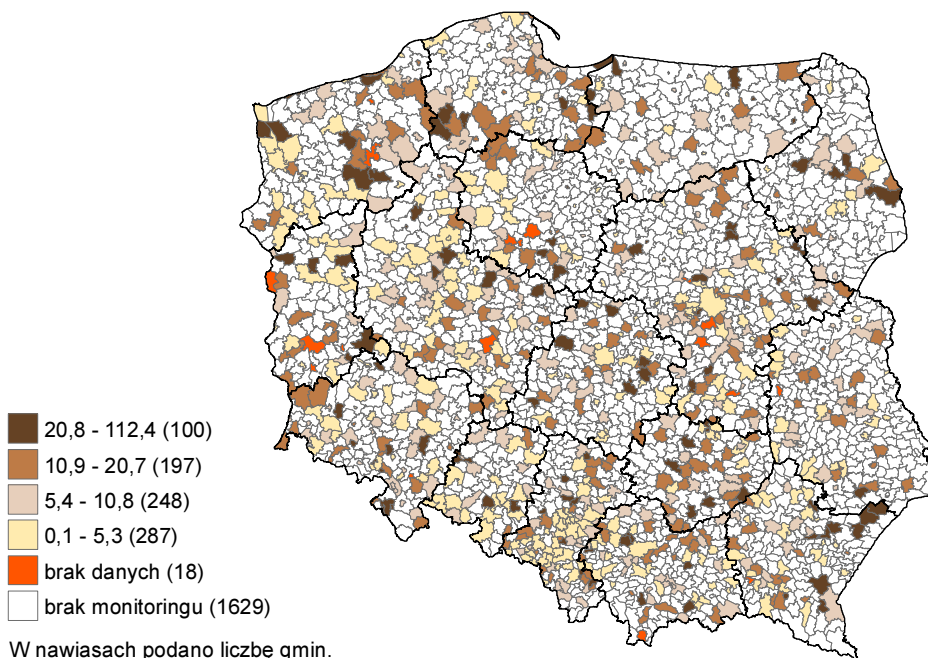 20,8 - 112,4 (100)
10,9 - 20,7 (197)
5,4 - 10,8 (248)
0,1 - 5,3 (287)
brak danych (18)
brak monitoringu (1629)
W nawiasach podano liczbę gmin.